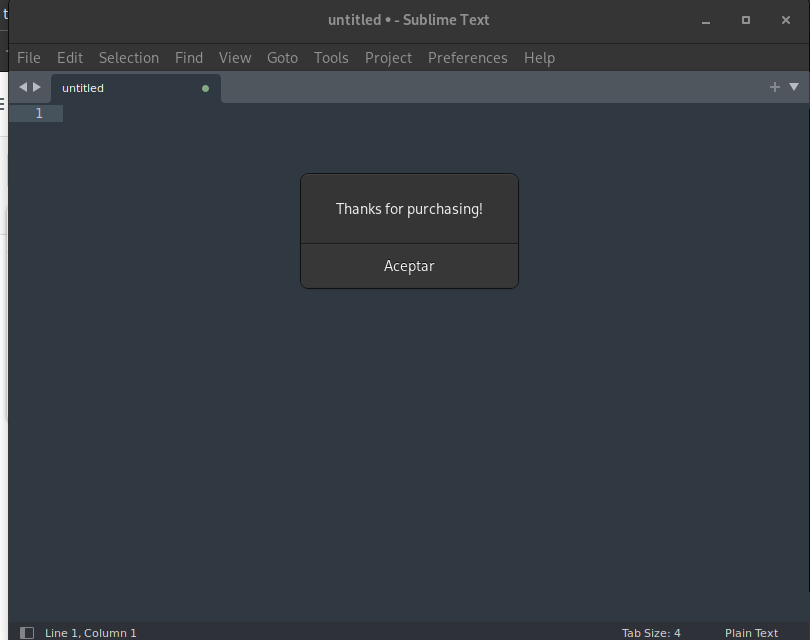 untitled • - Sublime Text
File Edit Selection Find View Goto Tools Project Preferences Help
untitled
1
Thanks for purchasing!
Aceptar
Line 1, Column 1 Tab Size: 4 Plain Text